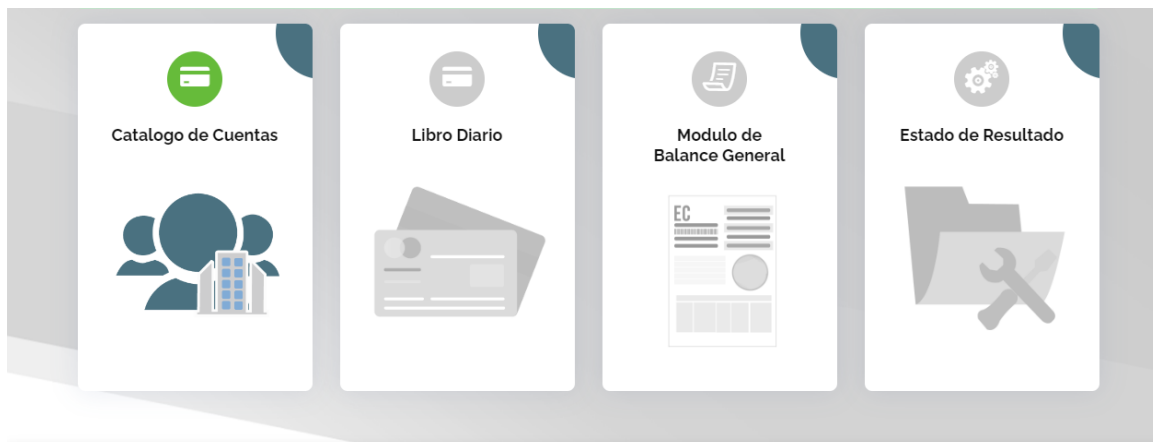 Catalogo de Cuentas
Libro Diario
Modulo de
Balance General
Estado de Resultado
EC